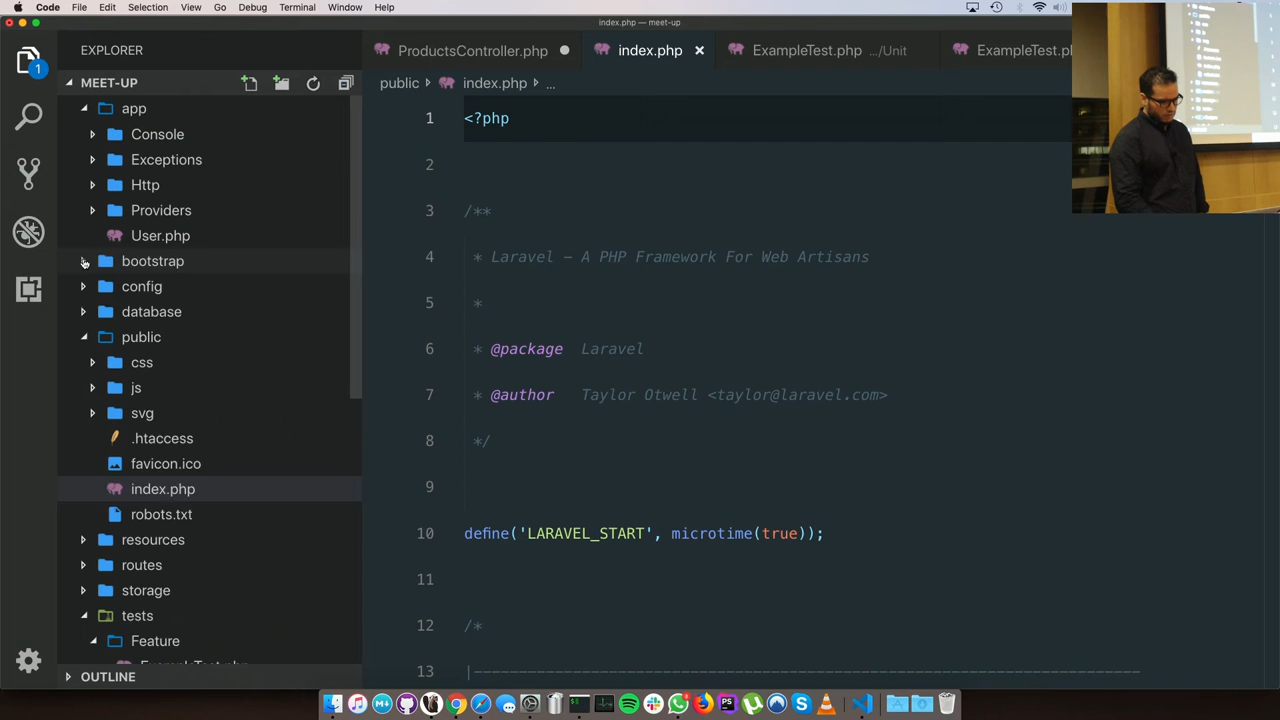 Code File Edit Selection View Go Debug Terminal Window Help
index.php — meet-up
EXPLORER
1
MEET-UP
app
Console
Exceptions
Http
Providers
User.php
bootstrap
config
database
public
css
js
svg
.htaccess
favicon.ico
index.php
robots.txt
resources
routes
storage
tests
Feature
ExampleTest.php
OUTLINE
ProductsController.php index.php × ExampleTest.php .../Unit ExampleTest.p
public index.php ...
1 <?php
2
3 /**
4 * Laravel - A PHP Framework For Web Artisans
5 *
6 * @package Laravel
7 * @author Taylor Otwell <taylor@laravel.com>
8 */
9
10 define('LARAVEL_START', microtime(true));
11
12 /*
13 |--------------------------------------------------------------------------